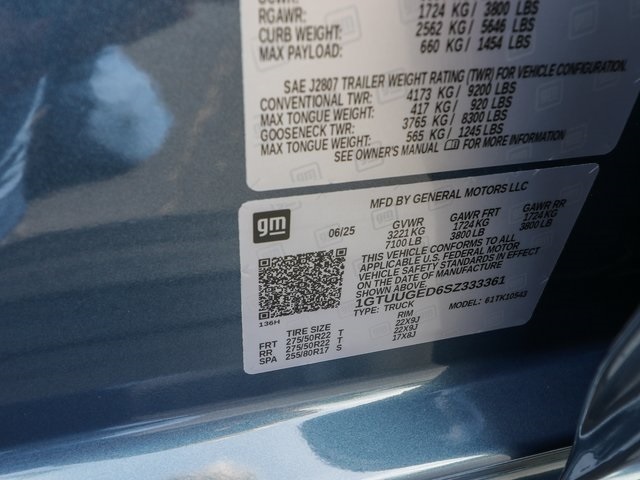 RGAWR: 1724 KG/ 3800 LBS
CURB WEIGHT: 2562 KG/ 5646 LBS
MAX PAYLOAD: 660 KG/ 1454 LBS
SAE J2807 TRAILER WEIGHT RATING (TWR) FOR VEHICLE CONFIGURATION.
CONVENTIONAL TWR: 4173 KG/ 9200 LBS
MAX TONGUE WEIGHT: 417 KG/ 920 LBS
GOOSENECK TWR: 3765 KG/ 8300 LBS
MAX TONGUE WEIGHT: 565 KG/ 1245 LBS
SEE OWNER'S MANUAL FOR MORE INFORMATION
MFD BY GENERAL MOTORS LLC
gm
06/25 GVWR GAWR FRT GAWR RR
3221 KG 1724 KG 1724 KG
7100 LB 3800 LB 3800 LB
THIS VEHICLE CONFORMS TO ALL
APPLICABLE U.S. FEDERAL MOTOR
VEHICLE SAFETY STANDARDS IN EFFECT
ON THE DATE OF MANUFACTURE
SHOWN ABOVE.
1GTUUGED6SZ333361
TYPE: TRUCK MODEL: 61TK10543
136H
TIRE SIZE RIM
FRT 275/50R22 T 22X9J
RR 275/50R22 T 22X9J
SPA 255/80R17 S 17X8J